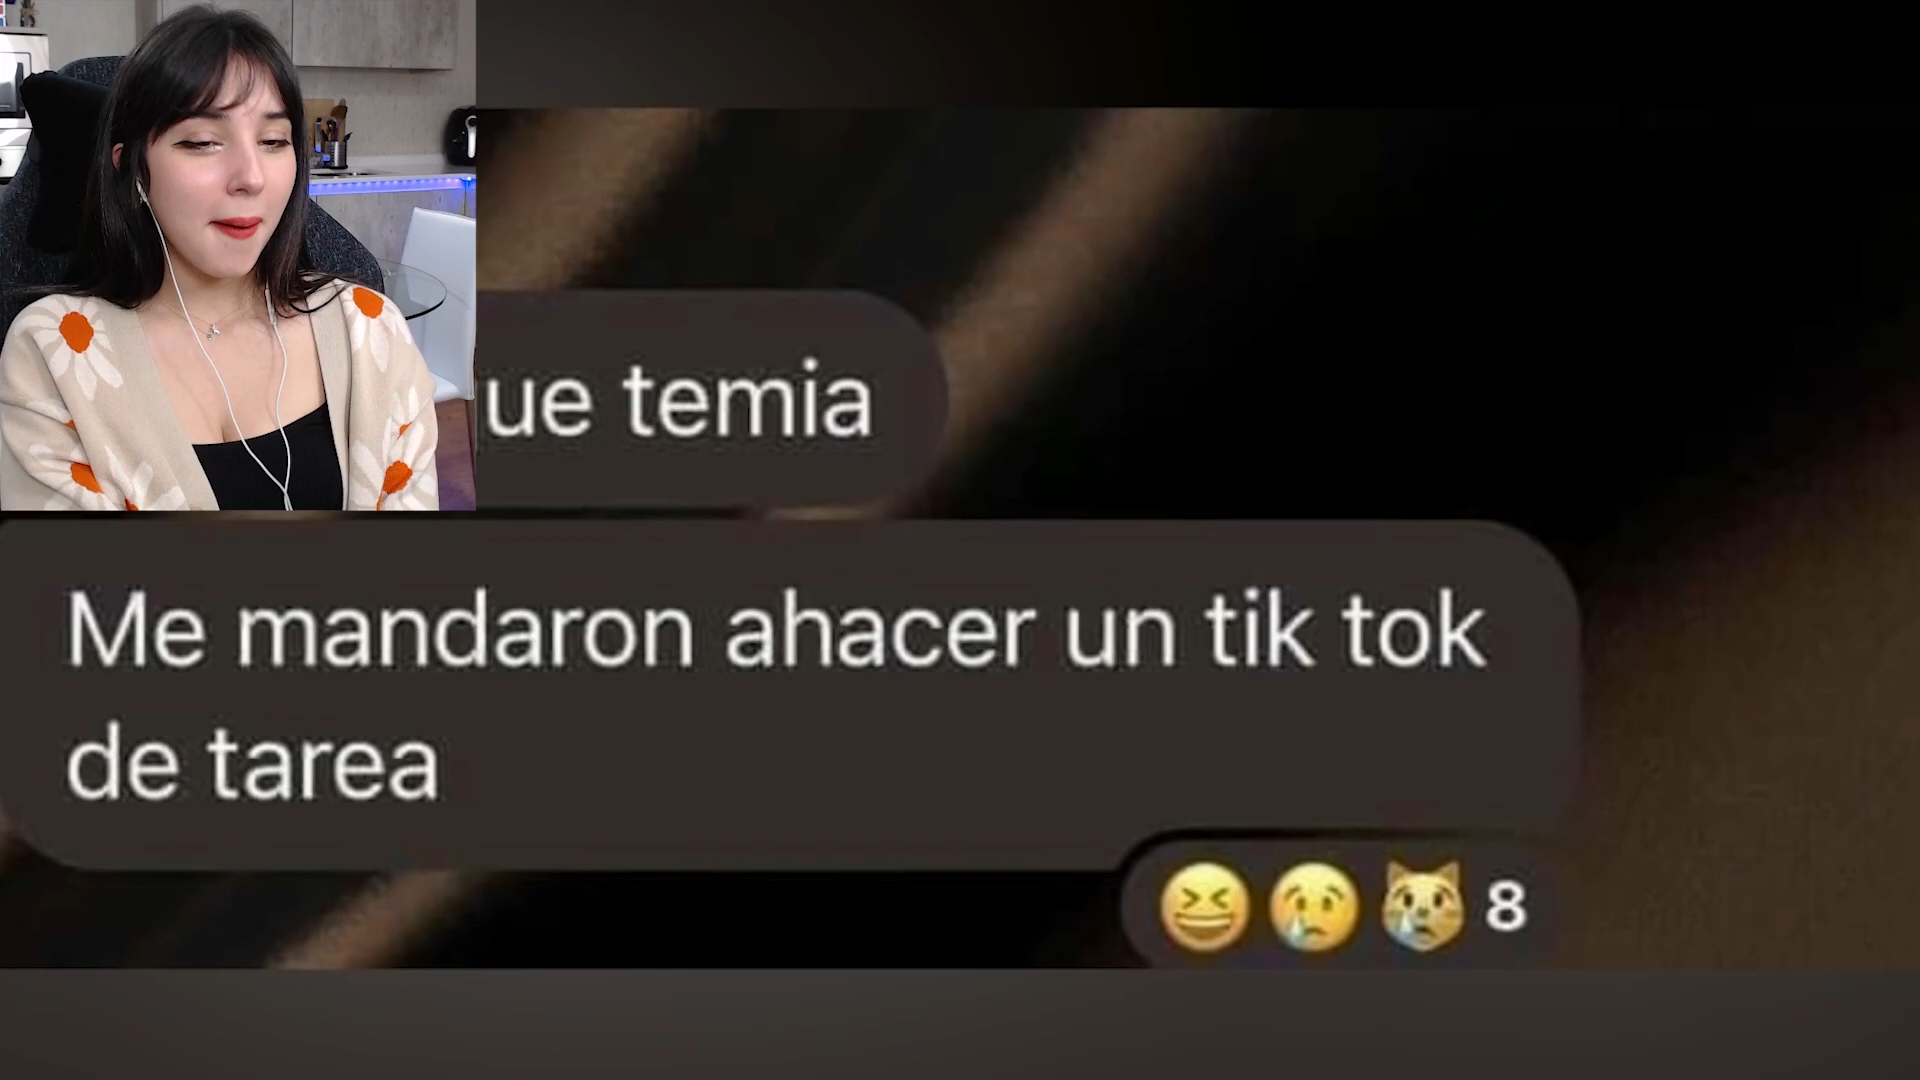 ue temia
Me mandaron ahacer un tik tok
de tarea
8